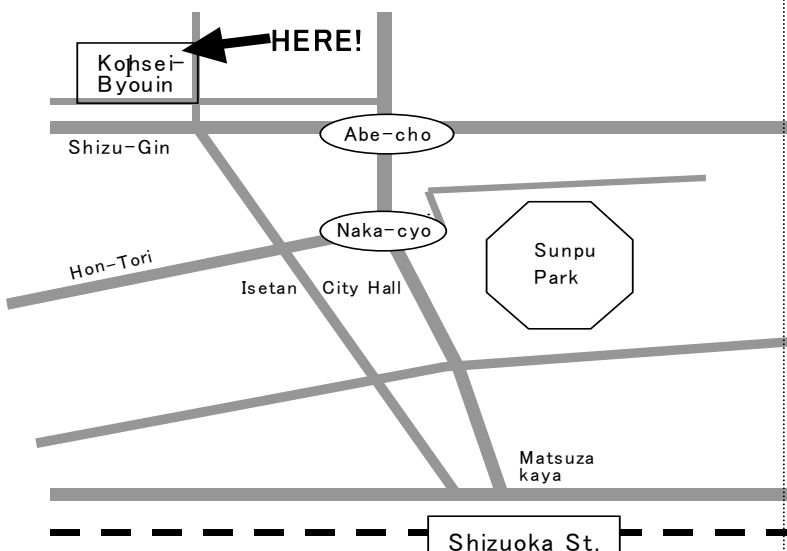 HERE!
Kohsei-
Byouin
Abe-cho
Shizu-Gin
Naka-cyo
Sunpu
Park
Hon-Tori
Isetan
City Hall
Matsuza
kaya
Shizuoka St.